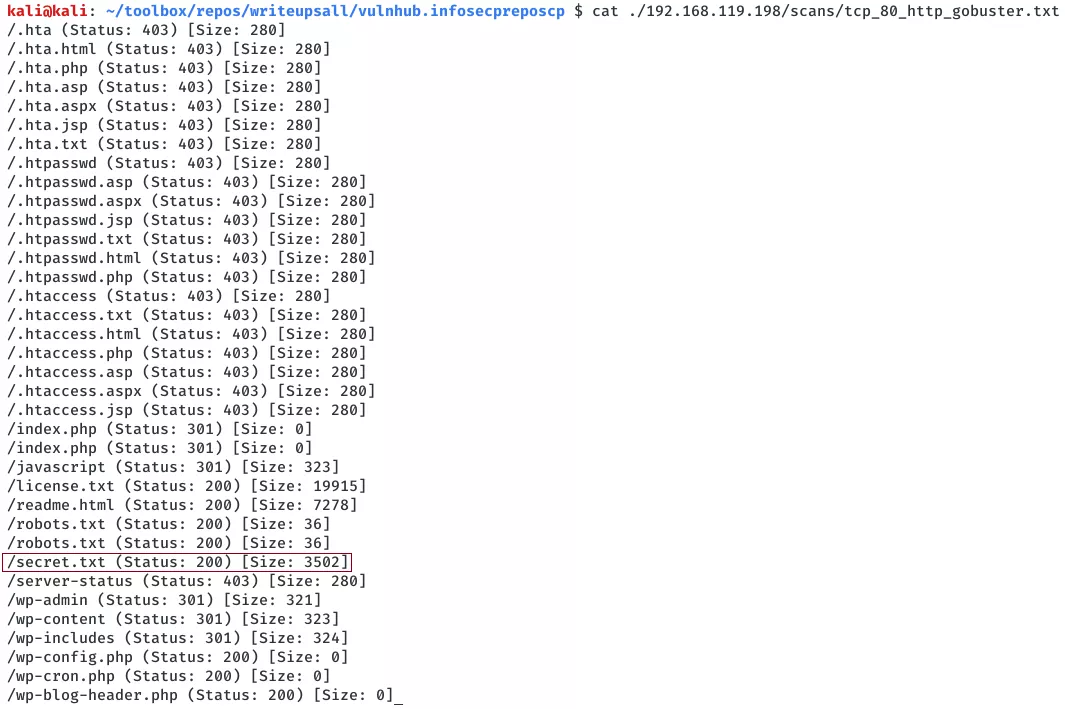 kali@kali: ~/toolbox/repos/writeupsall/vulnhub.infosecpreposcp $ cat ./192.168.119.198/scans/tcp_80_http_gobuster.txt
/.hta (Status: 403) [Size: 280]
/.hta.html (Status: 403) [Size: 280]
/.hta.php (Status: 403) [Size: 280]
/.hta.asp (Status: 403) [Size: 280]
/.hta.aspx (Status: 403) [Size: 280]
/.hta.jsp (Status: 403) [Size: 280]
/.hta.txt (Status: 403) [Size: 280]
/.htpasswd (Status: 403) [Size: 280]
/.htpasswd.asp (Status: 403) [Size: 280]
/.htpasswd.aspx (Status: 403) [Size: 280]
/.htpasswd.jsp (Status: 403) [Size: 280]
/.htpasswd.txt (Status: 403) [Size: 280]
/.htpasswd.html (Status: 403) [Size: 280]
/.htpasswd.php (Status: 403) [Size: 280]
/.htaccess (Status: 403) [Size: 280]
/.htaccess.txt (Status: 403) [Size: 280]
/.htaccess.html (Status: 403) [Size: 280]
/.htaccess.php (Status: 403) [Size: 280]
/.htaccess.asp (Status: 403) [Size: 280]
/.htaccess.aspx (Status: 403) [Size: 280]
/.htaccess.jsp (Status: 403) [Size: 280]
/index.php (Status: 301) [Size: 0]
/index.php (Status: 301) [Size: 0]
/javascript (Status: 301) [Size: 323]
/license.txt (Status: 200) [Size: 19915]
/readme.html (Status: 200) [Size: 7278]
/robots.txt (Status: 200) [Size: 36]
/robots.txt (Status: 200) [Size: 36]
/secret.txt (Status: 200) [Size: 3502]
/server-status (Status: 403) [Size: 280]
/wp-admin (Status: 301) [Size: 321]
/wp-content (Status: 301) [Size: 323]
/wp-includes (Status: 301) [Size: 324]
/wp-config.php (Status: 200) [Size: 0]
/wp-cron.php (Status: 200) [Size: 0]
/wp-blog-header.php (Status: 200) [Size: 0]_